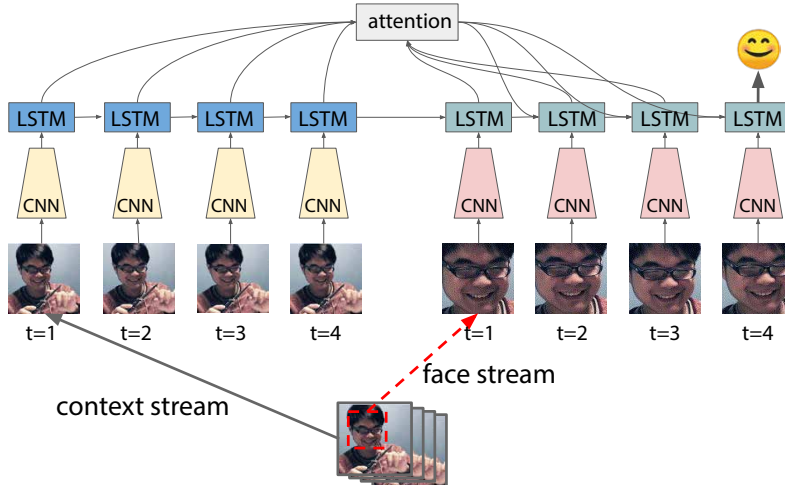 attention
LSTM LSTM LSTM LSTM LSTM LSTM LSTM LSTM
CNN CNN CNN CNN CNN CNN CNN CNN
t=1 t=2 t=3 t=4 t=1 t=2 t=3 t=4
face stream
context stream